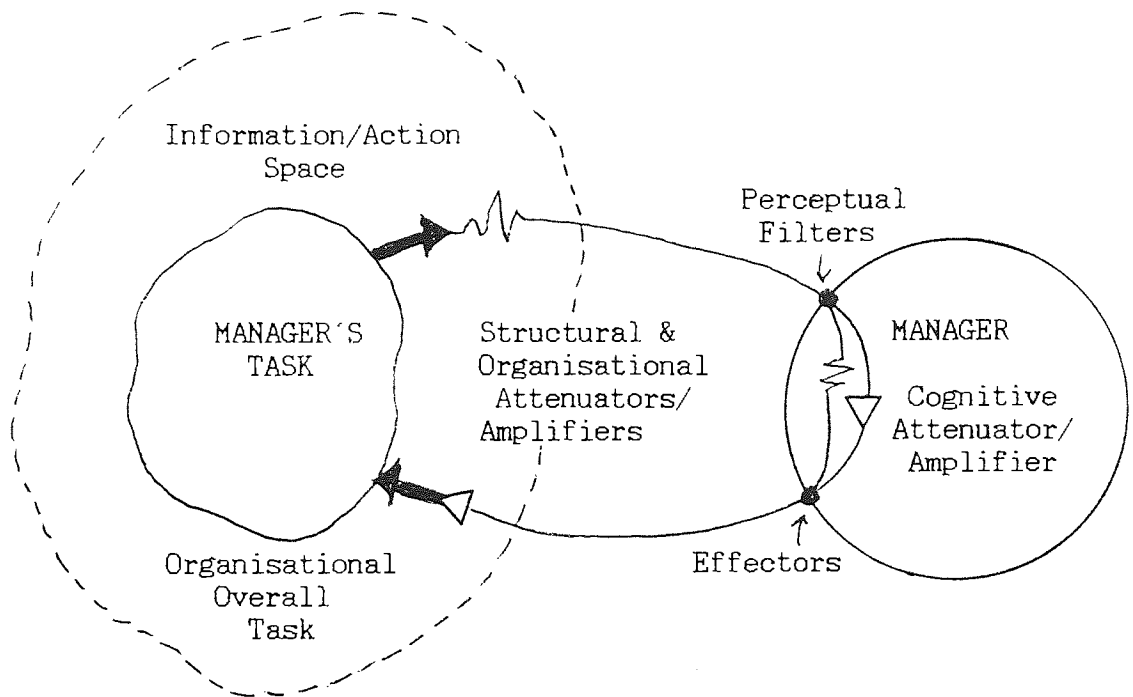 Information/Action
Space
Perceptual
Filters
MANAGER'S
TASK
Structural &
Organisational
Attenuators/
Amplifiers
MANAGER
Cognitive
Attenuator/
Amplifier
Effectors
Organisational
Overall
Task